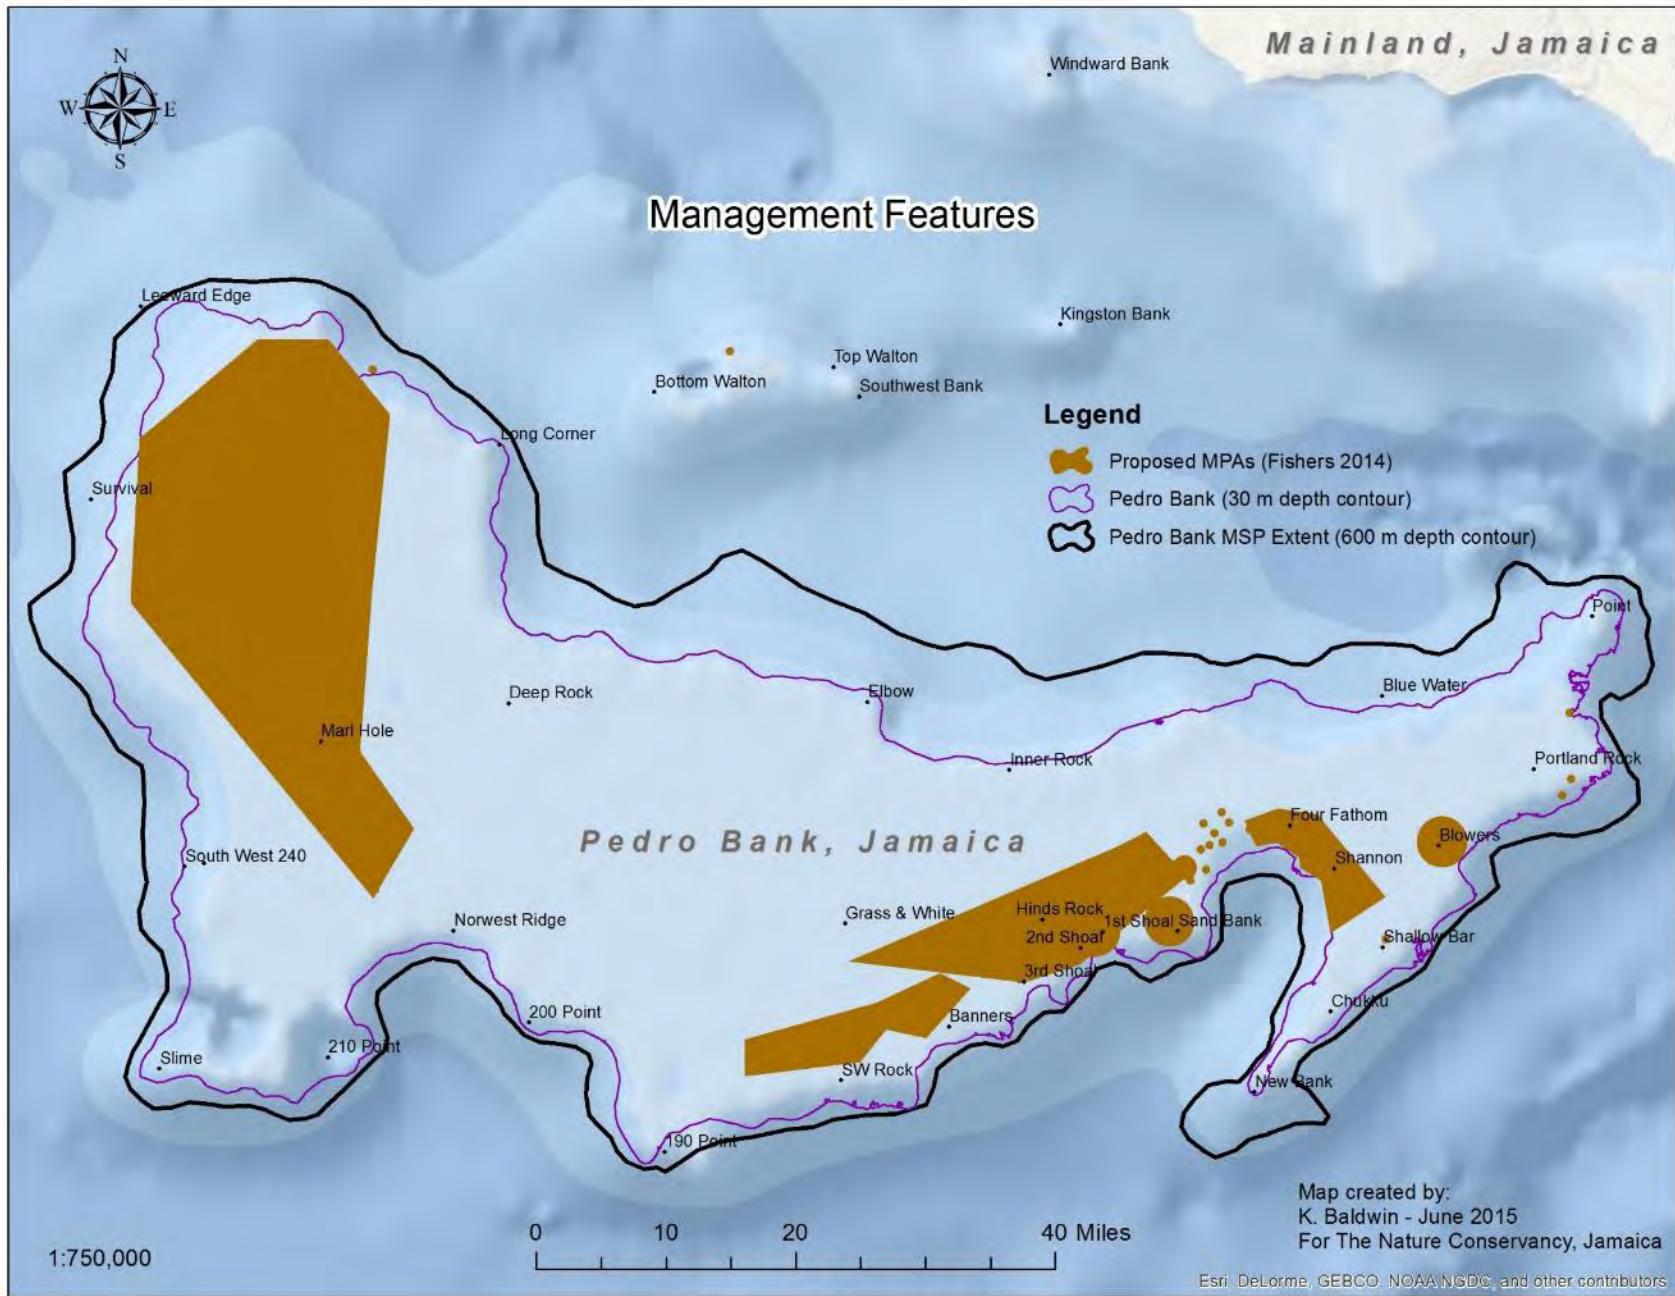 Mainland, Jamaica
Windward Bank
N
W
E
S
Management Features
Leeward Edge
Kingston Bank
Top Walton
Bottom Walton
Southwest Bank
Legend
Long Corner
Proposed MPAs (Fishers 2014)
Survival
Pedro Bank (30 m depth contour)
Pedro Bank MSP Extent (600 m depth contour)
Point
Deep Rock
Elbow
Blue Water
Marl Hole
Inner Rock
Portland Rock
Four Fathom
Pedro Bank, Jamaica
Blowers
South West 240
Shannon
Grass & White
Hinds Rock
Norwest Ridge
1st Shoal Sand Bank
2nd Shoal
Shallow Bar
3rd Shoal
Chukku
200 Point
Banners
210 Point
Slime
SW Rock
New Bank
190 Point
Map created by:
K. Baldwin - June 2015
For The Nature Conservancy, Jamaica
0 10 20 40 Miles
1:750,000
Esri, DeLorme, GEBCO, NOAA NGDC, and other contributors